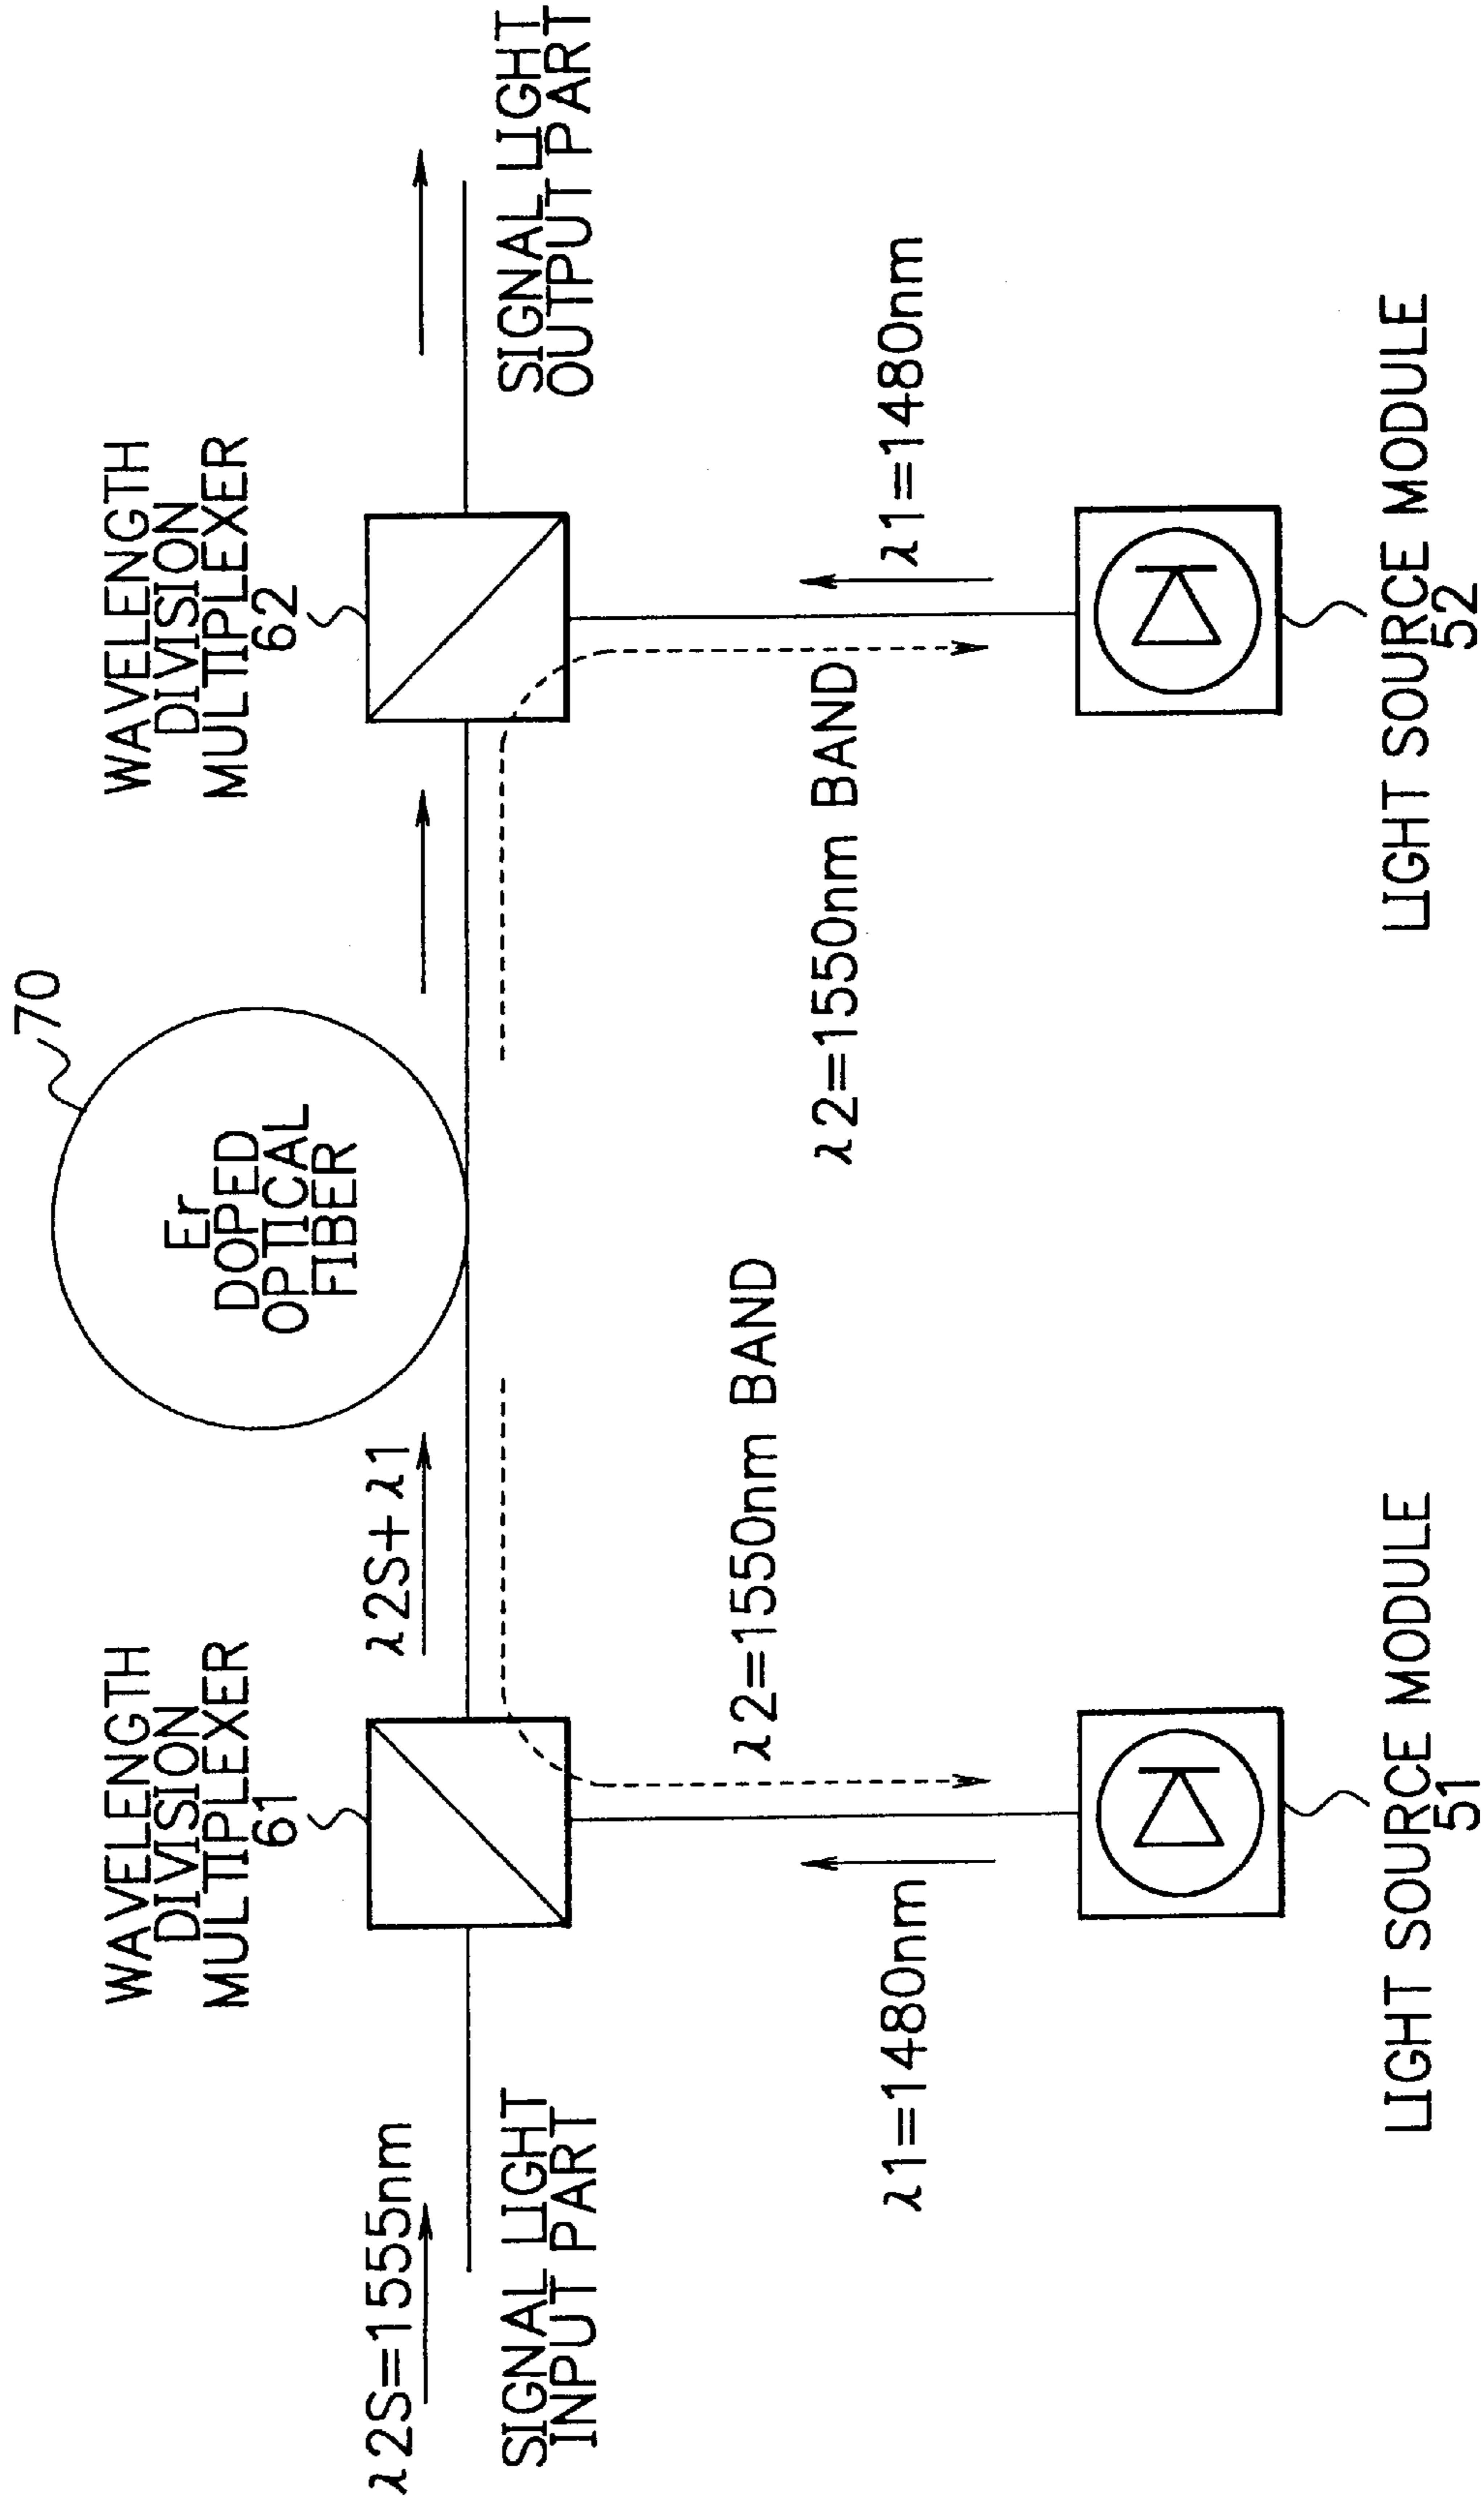 WAVELENGTH
DIVISION
MULTIPLEXER
61
70
Er
DOPED
OPTICAL
FIBER
WAVELENGTH
DIVISION
MULTIPLEXER
62
λ2S=1555nm
λ2S+λ1
SIGNAL LIGHT
INPUT PART
SIGNAL LIGHT
OUTPUT PART
λ2=1550nm BAND
λ2=1550nm BAND
λ1=1480nm
λ1=1480nm
LIGHT SOURCE MODULE
51
LIGHT SOURCE MODULE
52